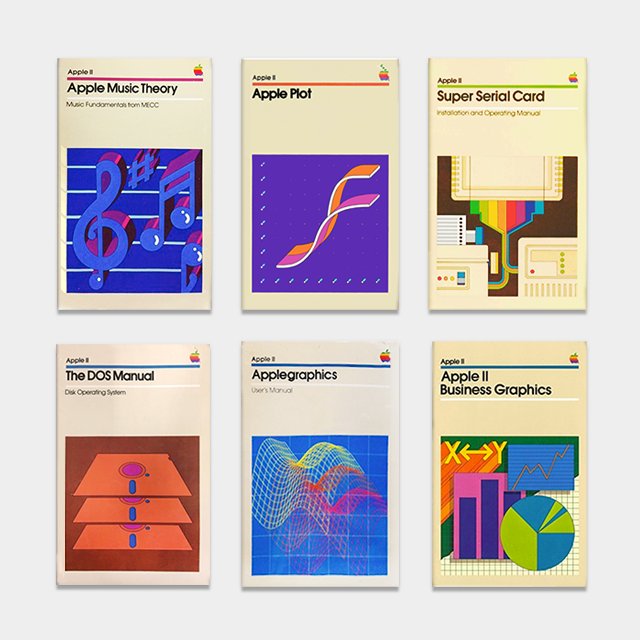 Apple II
Apple Music Theory
Music Fundamentals from MECC
Apple II
Apple Plot
Apple II
Super Serial Card
Installation and Operating Manual
Apple II
The DOS Manual
Disk Operating System
Apple II
Applegraphics
User's Manual
Apple II
Apple II
Business Graphics
X↔Y